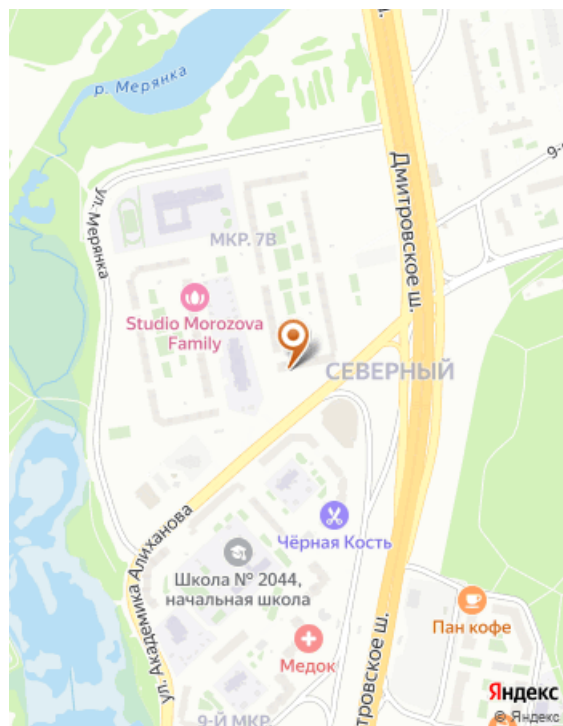 р. Мерянка
ул. Мерянка
Дмитровское ш.
9-я
МКР. 7В
Studio Morozova
Family
СЕВЕРНЫЙ
ул. Академика Алиханова
Чёрная Кость
Школа № 2044,
начальная школа
Медок
Пан кофе
тровское ш.
9-Й МКР
Яндекс
© Яндекс